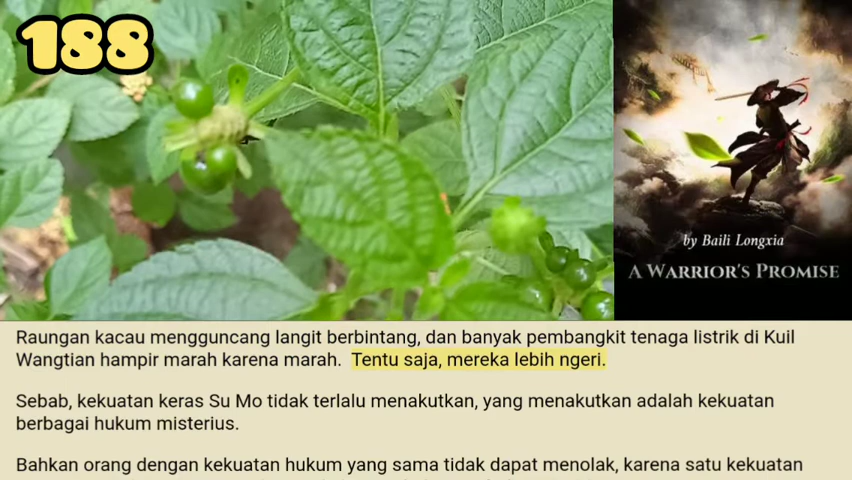 188
by Baili Longxia
A WARRIOR'S PROMISE
Raungan kacau mengguncang langit berbintang, dan banyak pembangkit tenaga listrik di Kuil
Wangtian hampir marah karena marah. Tentu saja, mereka lebih ngeri.
Sebab, kekuatan keras Su Mo tidak terlalu menakutkan, yang menakutkan adalah kekuatan
berbagai hukum misterius.
Bahkan orang dengan kekuatan hukum yang sama tidak dapat menolak, karena satu kekuatan